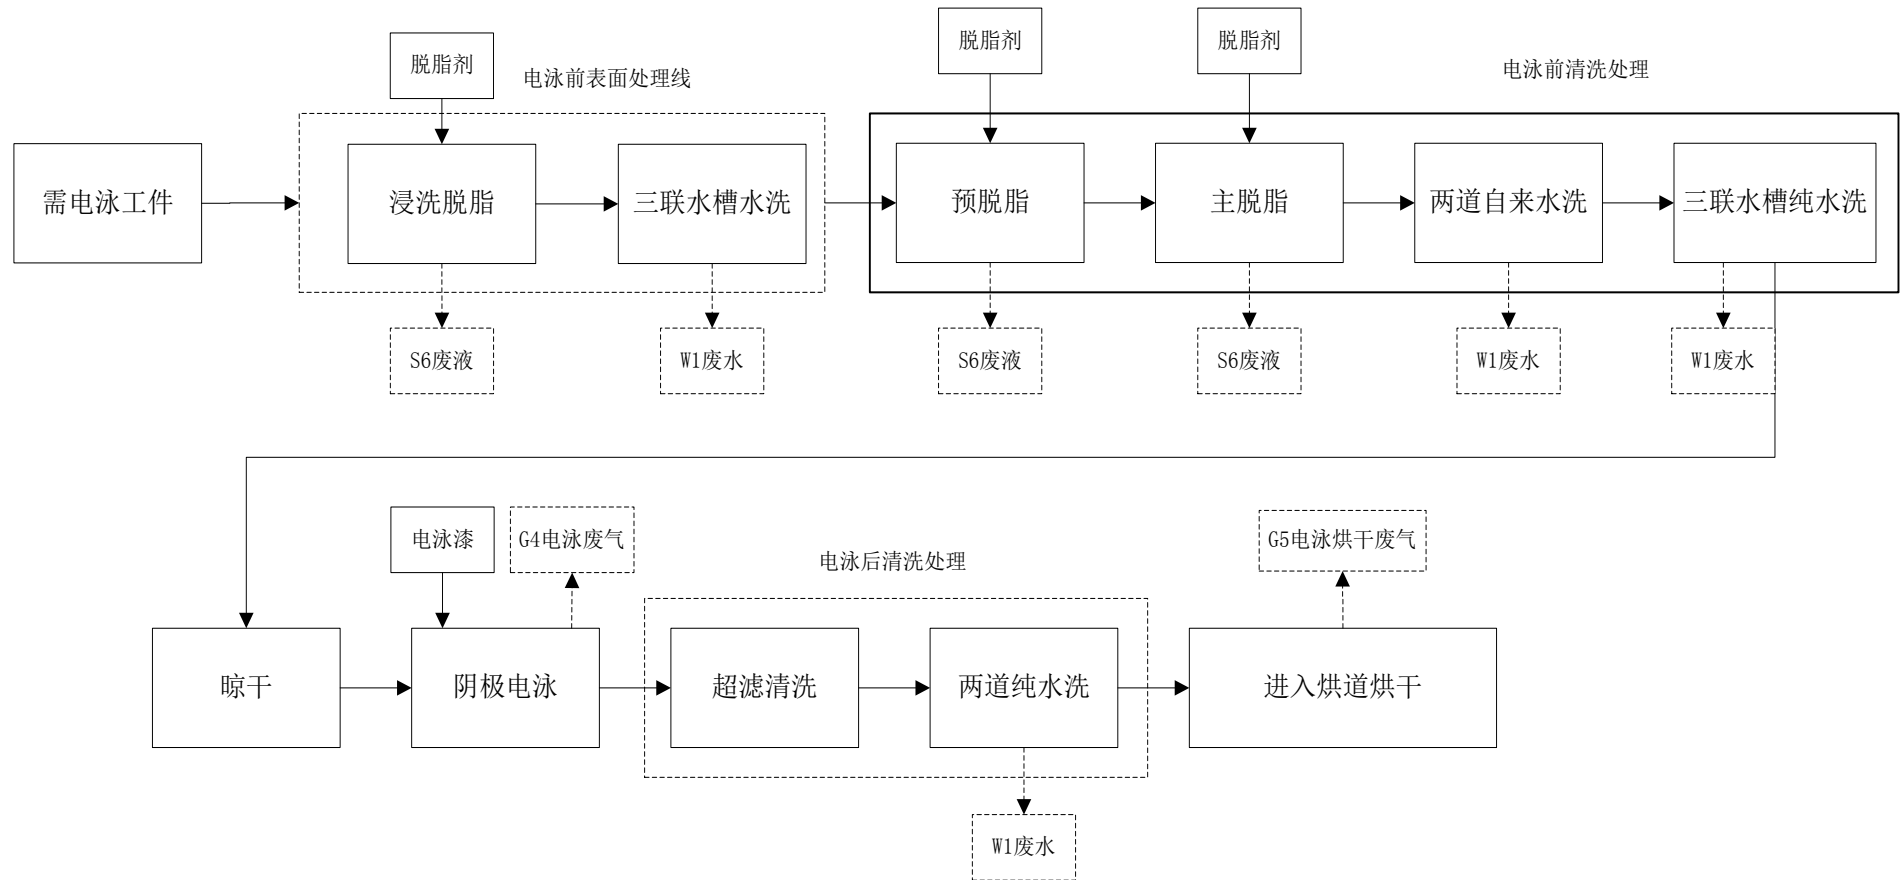 脱脂剂
脱脂剂
脱脂剂
电泳前表面处理线
电泳前清洗处理
需电泳工件
浸洗脱脂
三联水槽水洗
预脱脂
主脱脂
两道自来水洗
三联水槽纯水洗
S6废液
W1废水
S6废液
S6废液
W1废水
W1废水
电泳漆
G4电泳废气
电泳后清洗处理
G5电泳烘干废气
晾干
阴极电泳
超滤清洗
两道纯水洗
进入烘道烘干
W1废水